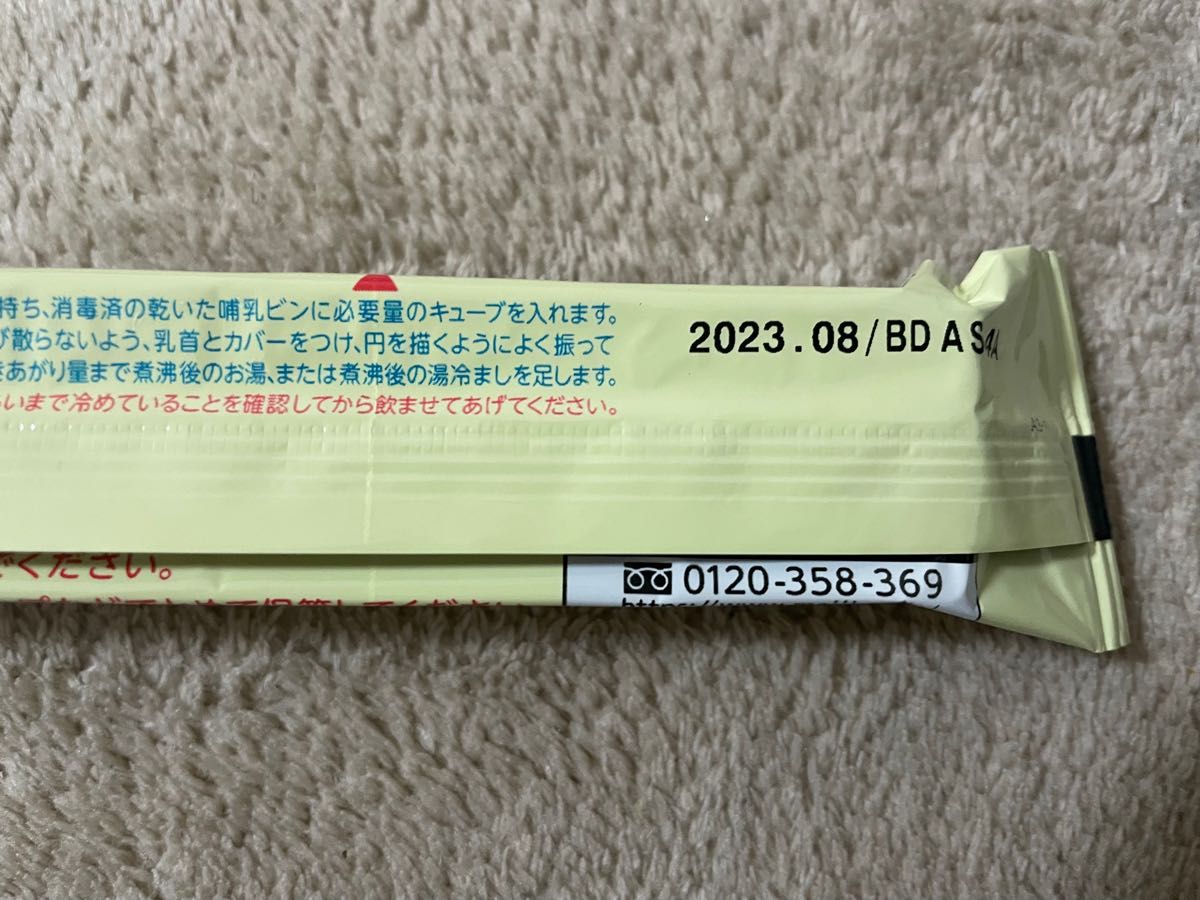 持ち、消毒済の乾いた哺乳ビンに必要量のキューブを入れます。
び散らないよう、乳首とカバーをつけ、円を描くようによく振って
あがり量まで煮沸後のお湯、または煮沸後の湯冷ましを足します。
いまで冷めていることを確認してから飲ませてあげてください。
2023.08/BD A S4A
でください。
0120-358-369